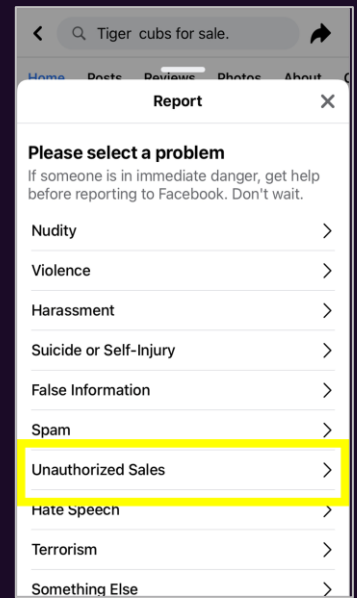 Tiger cubs for sale.
Home Posts Reviews Photos About
Report
Please select a problem
If someone is in immediate danger, get help
before reporting to Facebook. Don't wait.
Nudity
Violence
Harassment
Suicide or Self-Injury
False Information
Spam
Unauthorized Sales
Hate Speech
Terrorism
Something Else